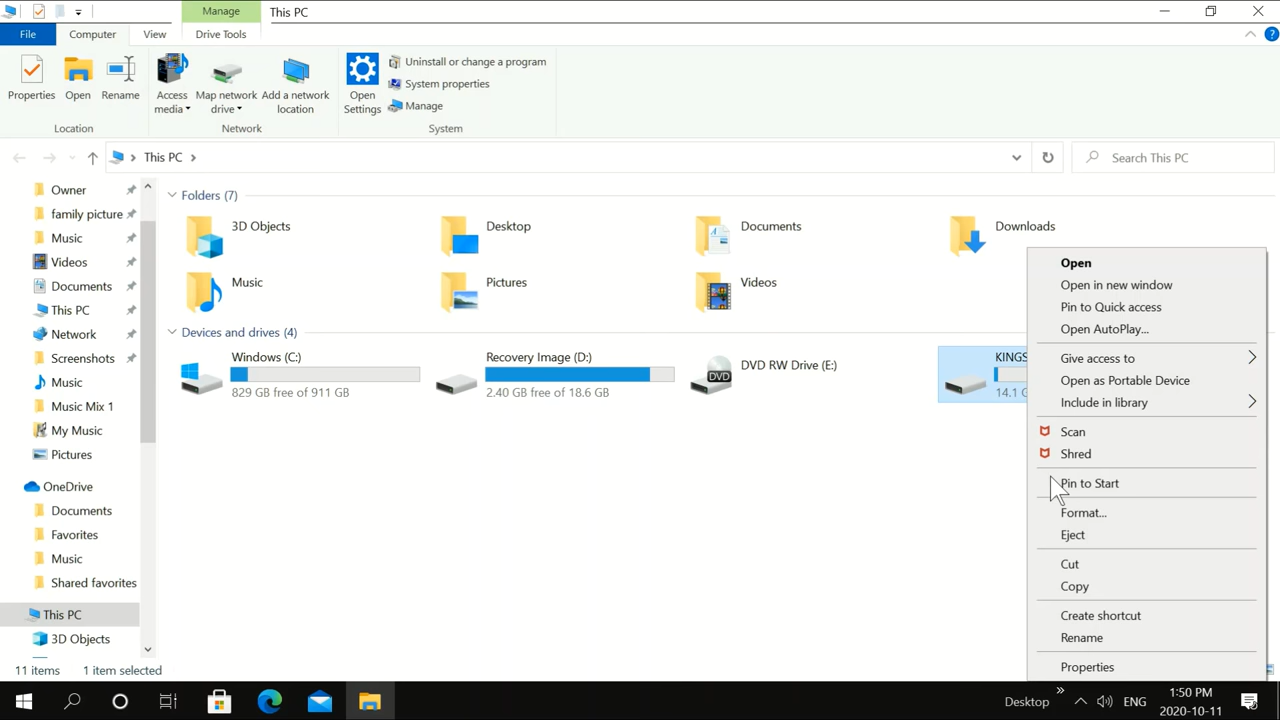 Manage
This PC
File
Computer
View
Drive Tools
Properties
Open
Rename
Access media
Map network drive
Add a network location
Open Settings
Uninstall or change a program
System properties
Manage
Location
Network
System
This PC
Search This PC
Owner
family picture
Music
Videos
Documents
This PC
Network
Screenshots
Music
Music Mix 1
My Music
Pictures
OneDrive
Documents
Favorites
Music
Shared favorites
This PC
3D Objects
Folders (7)
3D Objects
Desktop
Documents
Downloads
Music
Pictures
Videos
Devices and drives (4)
Windows (C:)
829 GB free of 911 GB
Recovery Image (D:)
2.40 GB free of 18.6 GB
DVD RW Drive (E:)
DVD
KINGS
14.1 G
Open
Open in new window
Pin to Quick access
Open AutoPlay...
Give access to
Open as Portable Device
Include in library
Scan
Shred
Pin to Start
Format...
Eject
Cut
Copy
Create shortcut
Rename
Properties
11 items
1 item selected
Desktop
ENG
1:50 PM
2020-10-11